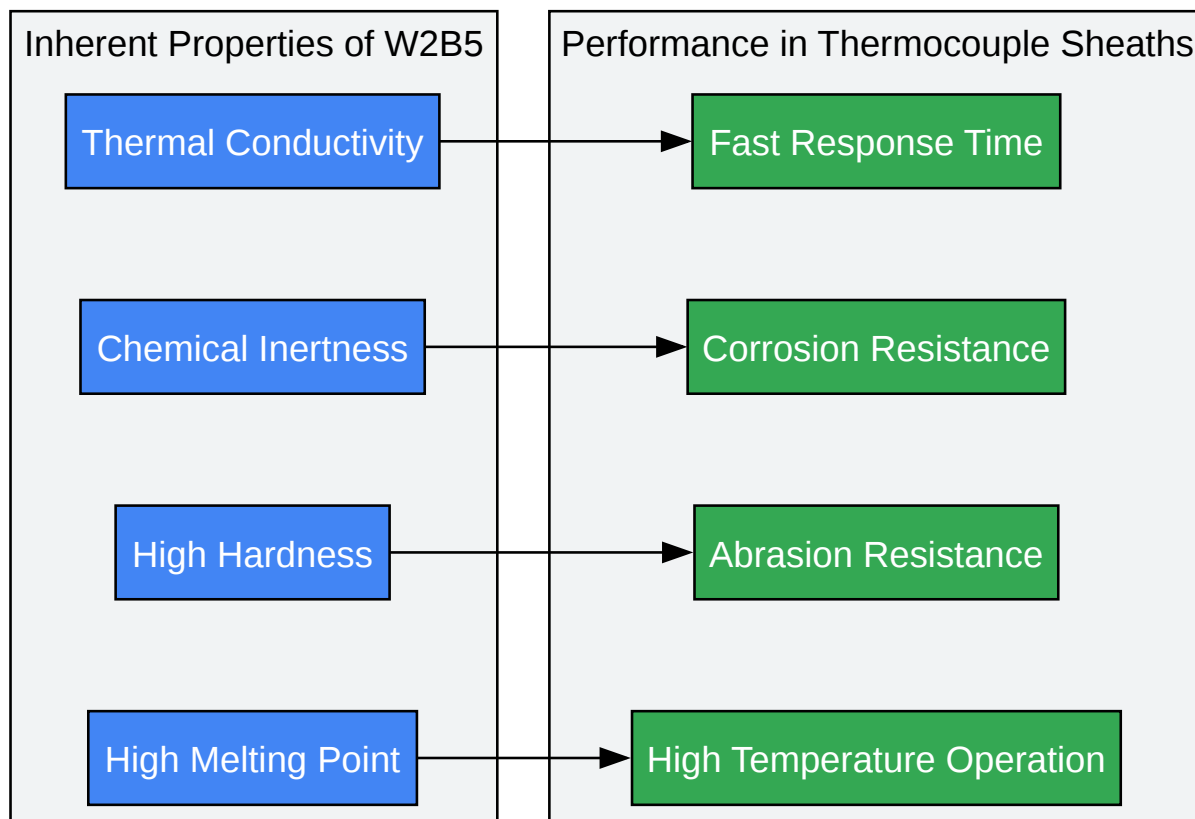 Inherent Properties of W2B5
Performance in Thermocouple Sheaths
Thermal Conductivity
Fast Response Time
Chemical Inertness
Corrosion Resistance
High Hardness
Abrasion Resistance
High Melting Point
High Temperature Operation